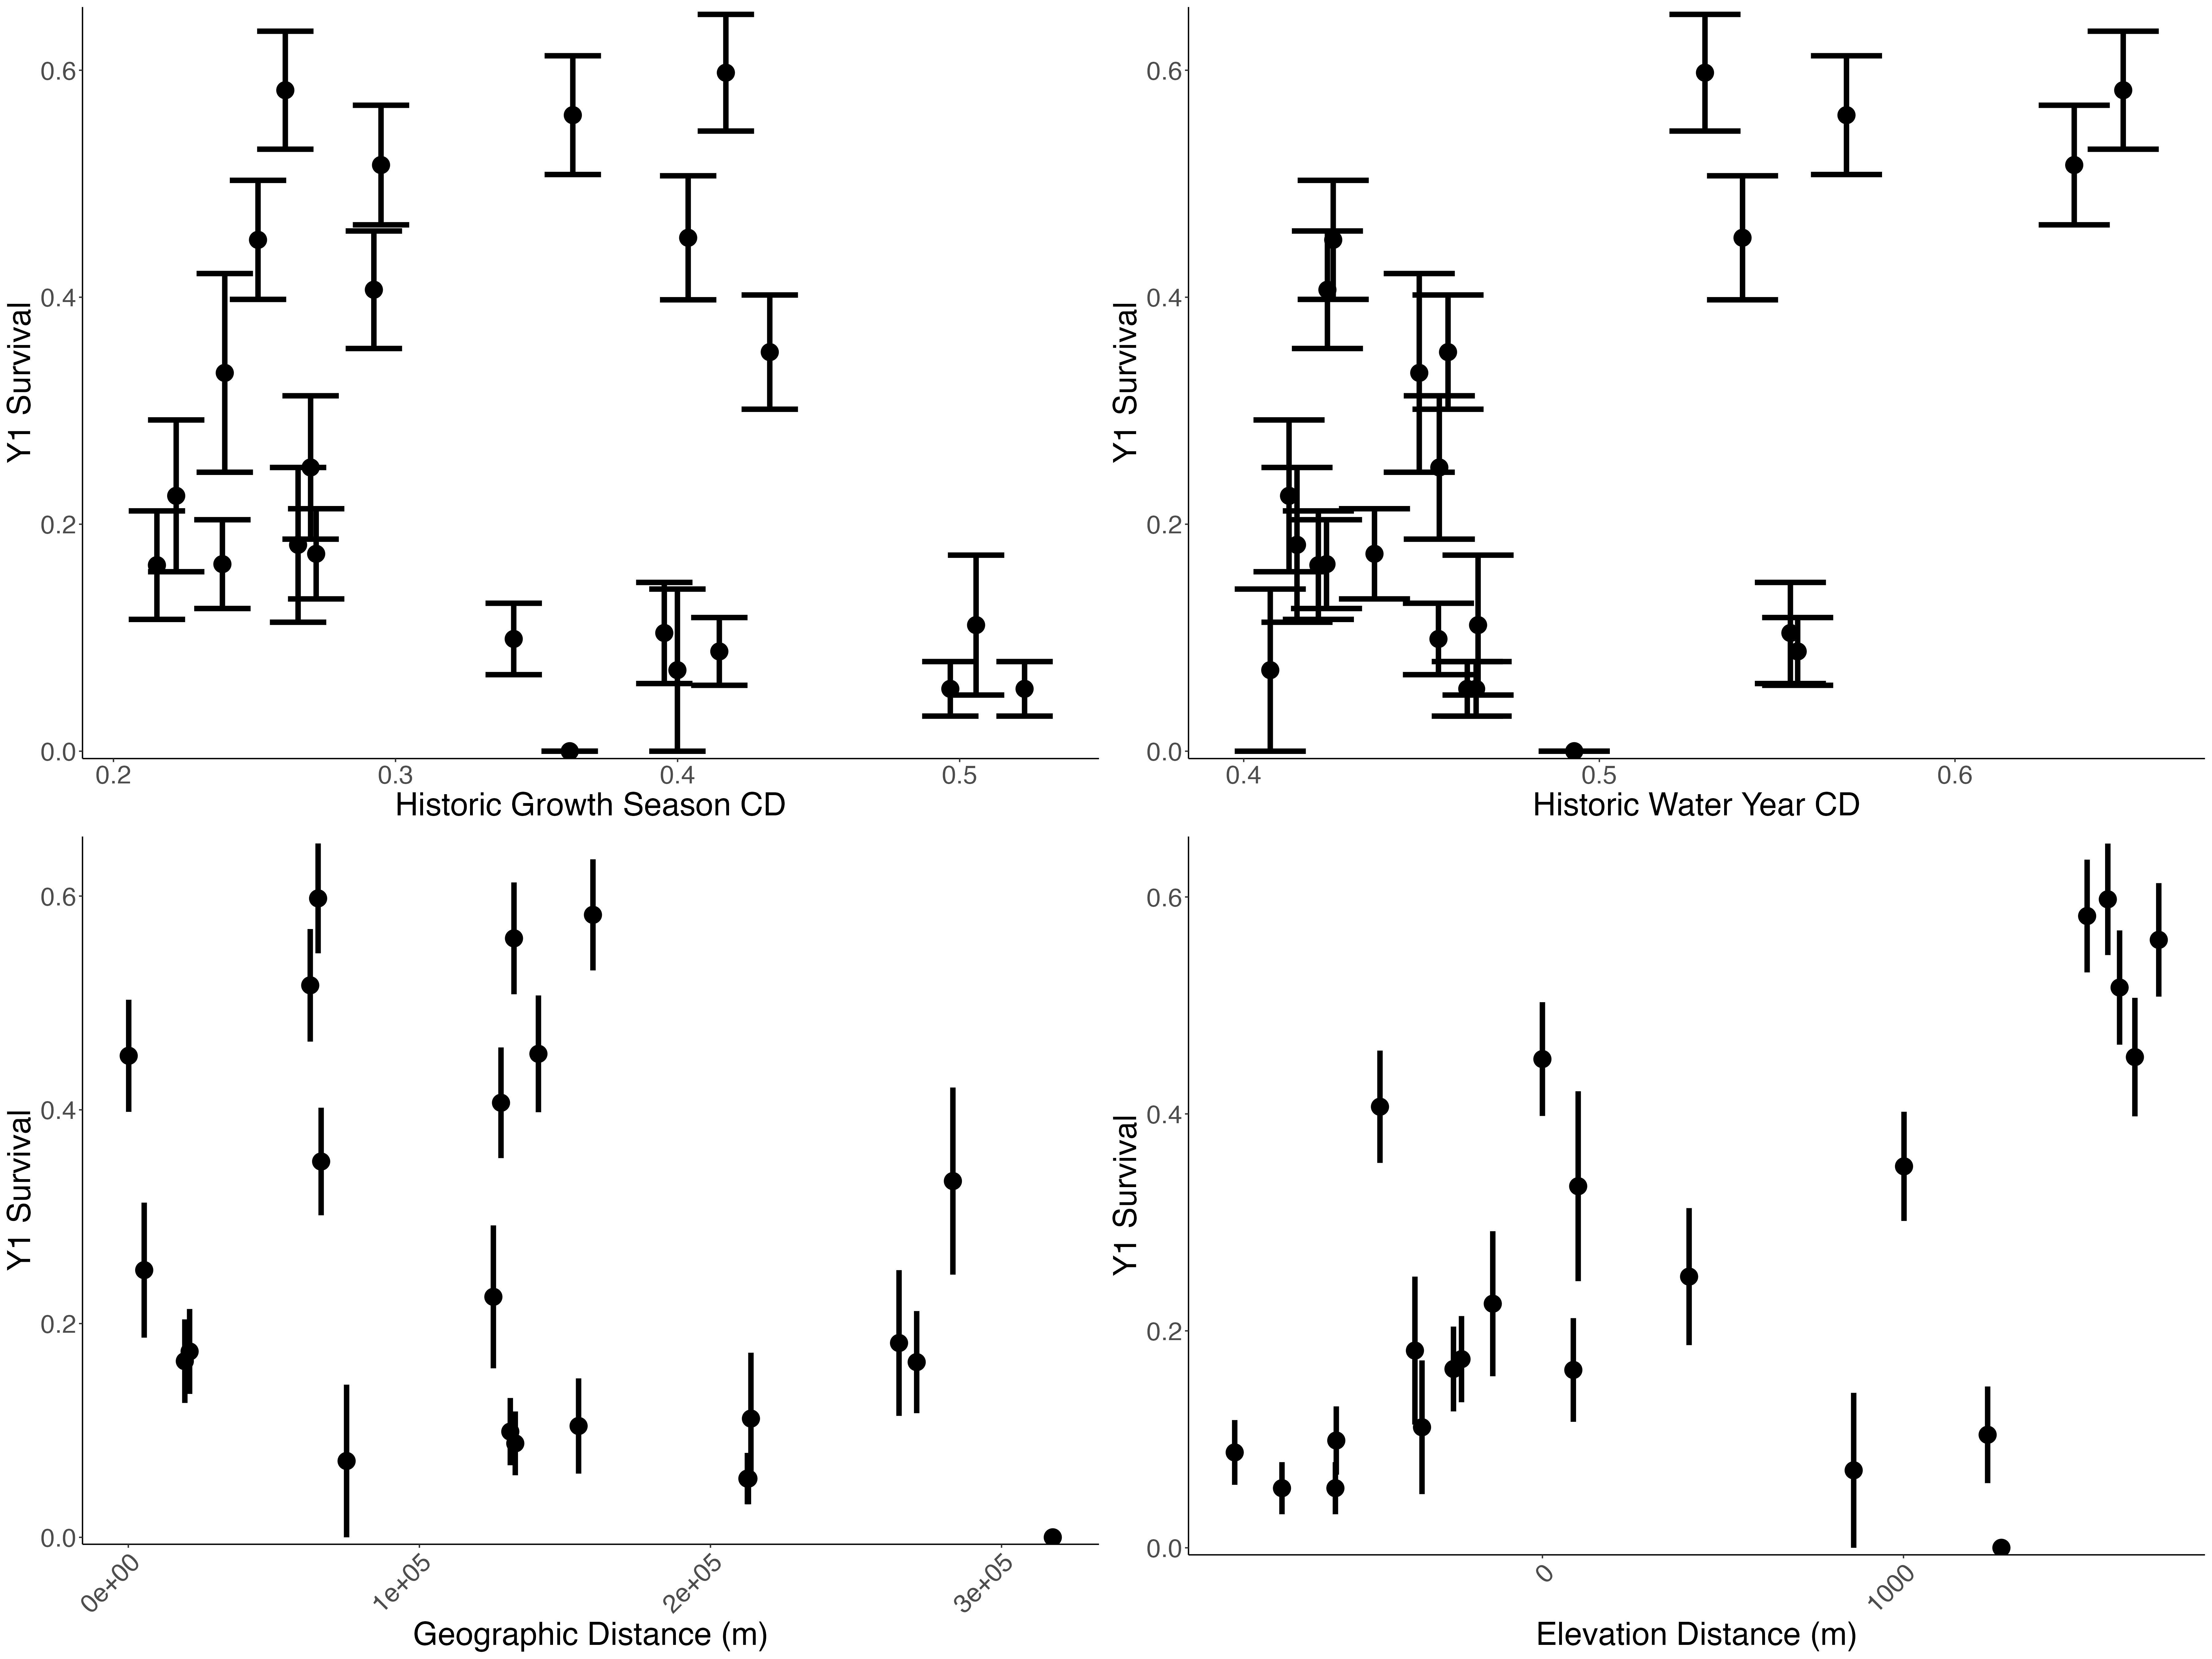 Y1 Survival
0.6
0.4
0.2
0.0
0.2 0.3 0.4 0.5
Historic Growth Season CD
Y1 Survival
0.6
0.4
0.2
0.0
0.4 0.5 0.6
Historic Water Year CD
Y1 Survival
0.6
0.4
0.2
0.0
0e+00 1e+05 2e+05 3e+05
Geographic Distance (m)
Y1 Survival
0.6
0.4
0.2
0.0
0 1000
Elevation Distance (m)